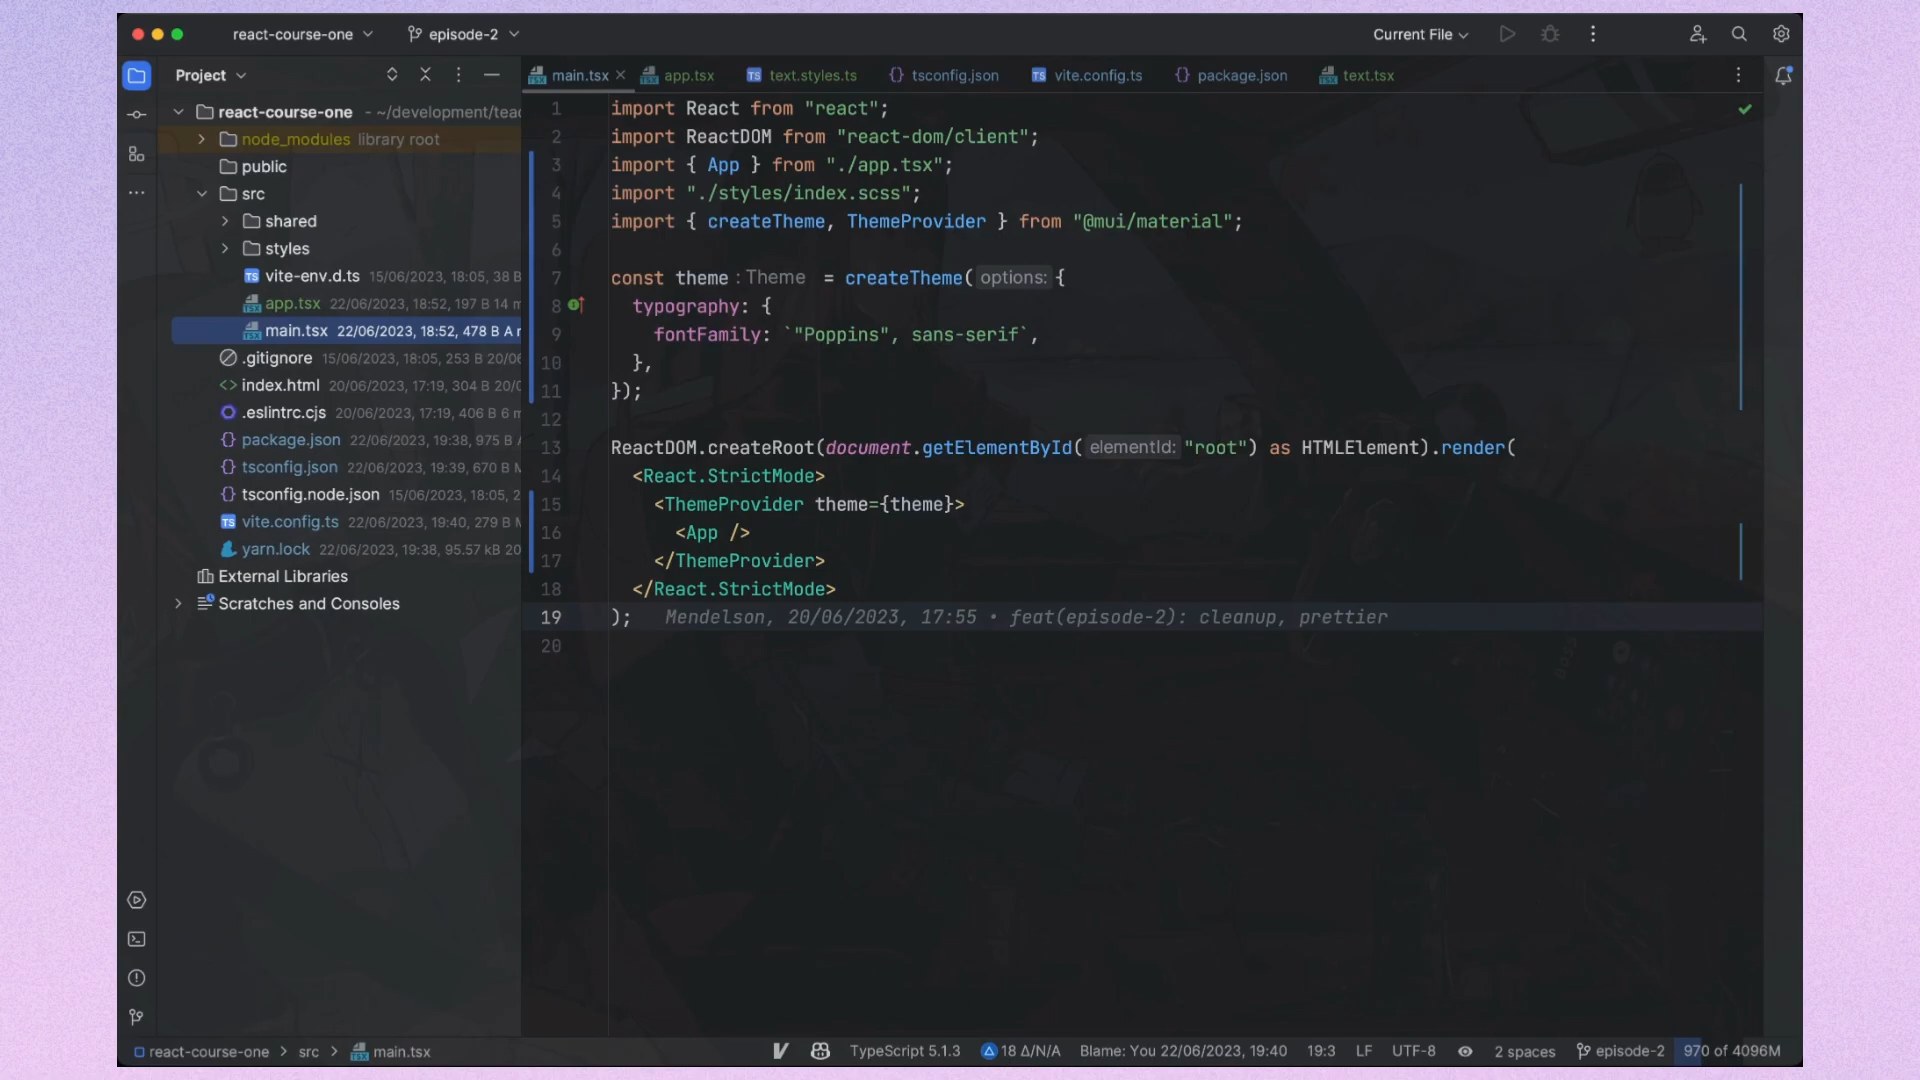 react-course-one
episode-2
Current File
Project
main.tsx
app.tsx
text.styles.ts
tsconfig.json
vite.config.ts
package.json
text.tsx
react-course-one - ~/development/tea
node_modules library root
public
src
shared
styles
vite-env.d.ts 15/06/2023, 18:05, 38 B
app.tsx 22/06/2023, 18:52, 197 B 14 m
main.tsx 22/06/2023, 18:52, 478 B A
.gitignore 15/06/2023, 18:05, 253 B 20/06
index.html 20/06/2023, 17:19, 304 B 20/0
.eslintrc.cjs 20/06/2023, 17:19, 406 B 6 m
package.json 22/06/2023, 19:38, 975 B
tsconfig.json 22/06/2023, 19:39, 670 B
tsconfig.node.json 15/06/2023, 18:05, 2
vite.config.ts 22/06/2023, 19:40, 279 B
yarn.lock 22/06/2023, 19:38, 95.57 kB 20
External Libraries
Scratches and Consoles
1 import React from "react";
2 import ReactDOM from "react-dom/client";
3 import { App } from "./app.tsx";
4 import "./styles/index.scss";
5 import { createTheme, ThemeProvider } from "@mui/material";
6
7 const theme : Theme = createTheme( options: {
8 typography: {
9 fontFamily: `"Poppins", sans-serif`,
10 },
11 });
12
13 ReactDOM.createRoot(document.getElementById( elementId: "root") as HTMLElement).render(
14 <React.StrictMode>
15 <ThemeProvider theme={theme}>
16 <App />
17 </ThemeProvider>
18 </React.StrictMode>
19 ); Mendelson, 20/06/2023, 17:55 • feat(episode-2): cleanup, prettier
20
react-course-one > src > main.tsx
TypeScript 5.1.3
18 Δ/N/A
Blame: You 22/06/2023, 19:40
19:3
LF
UTF-8
2 spaces
episode-2
970 of 4096M